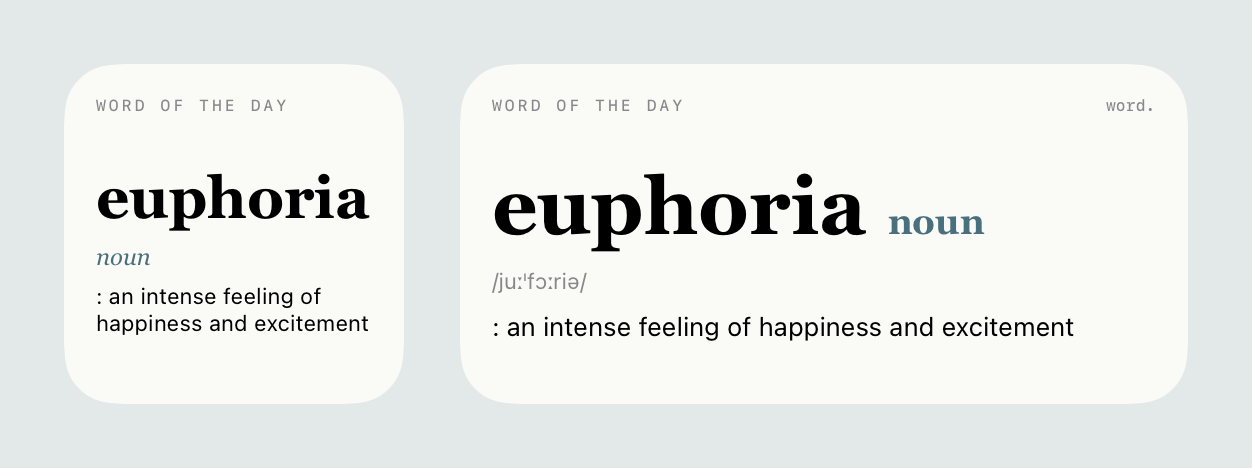 WORD OF THE DAY
euphoria
noun
: an intense feeling of
happiness and excitement
WORD OF THE DAY
word.
euphoria noun
/juːˈfɔːriə/
: an intense feeling of happiness and excitement